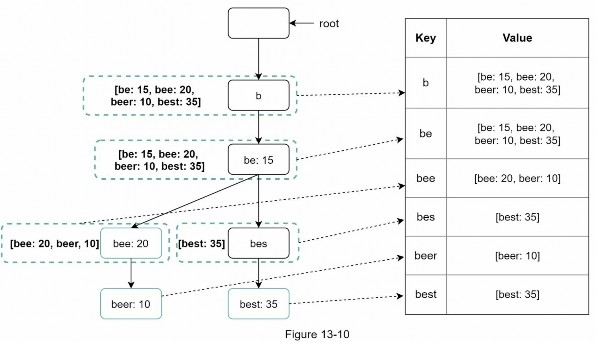 root
[be: 15, bee: 20,
beer: 10, best: 35]
b
[be: 15, bee: 20,
beer: 10, best: 35]
be: 15
[bee: 20, beer, 10]
bee: 20
[best: 35]
bes
beer: 10
best: 35
Key Value
b [be: 15, bee: 20,
beer: 10, best: 35]
be [be: 15, bee: 20,
beer: 10, best: 35]
bee [bee: 20, beer: 10]
bes [best: 35]
beer [beer: 10]
best [best: 35]
Figure 13-10